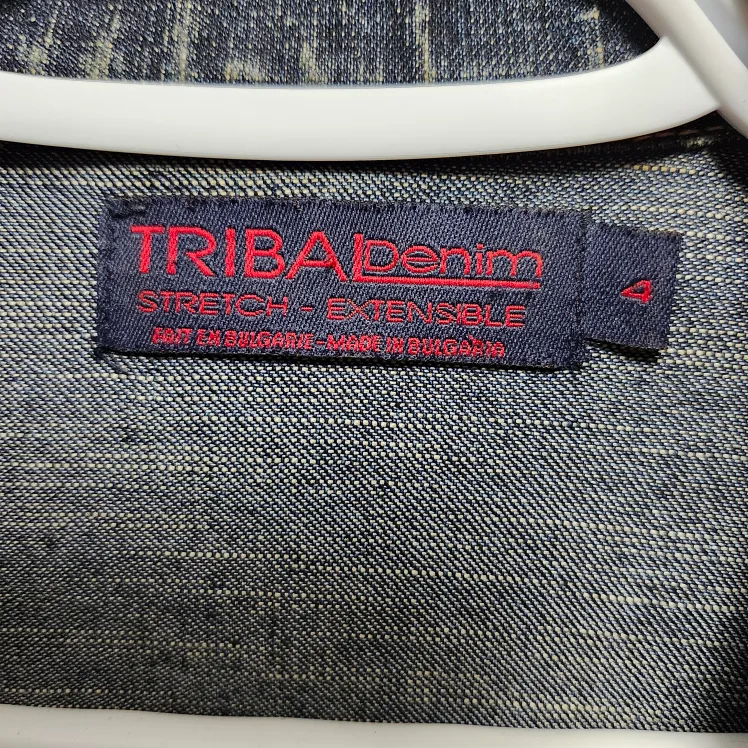 TRIBAL Denim
STRETCH - EXTENSIBLE
FAIT EN BULGARIE - MADE IN BULGARIA
4